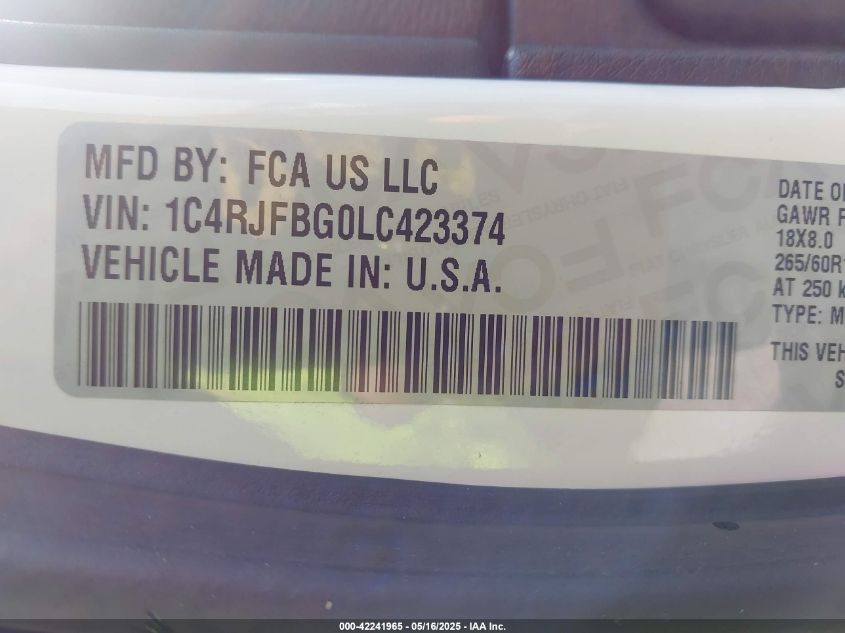 MFD BY: FCA US LLC
VIN: 1C4RJFBG0LC423374
VEHICLE MADE IN: U.S.A.
DATE O
GAWR
18X8.0
265/60R
AT 250
TYPE: M
THIS VEH
S
000-42241965 - 05/16/2025 - IAA Inc.